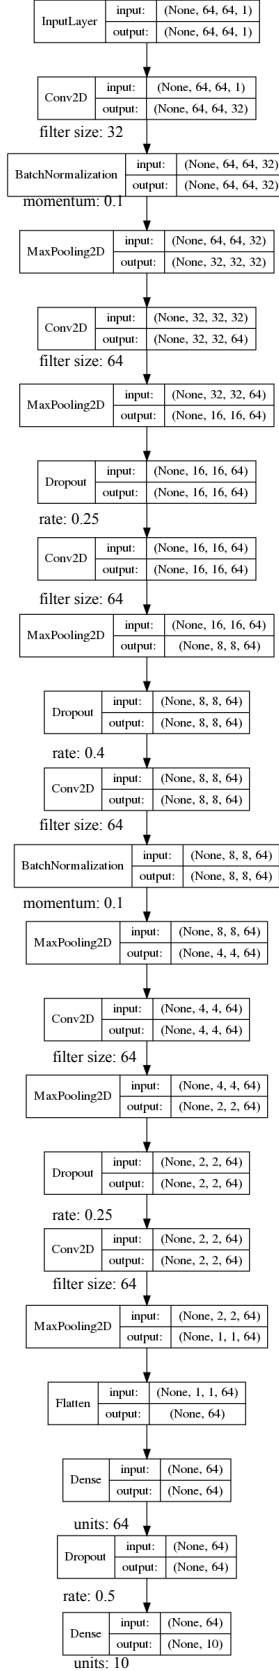 InputLayer
input: (None, 64, 64, 1)
output: (None, 64, 64, 1)
Conv2D
input: (None, 64, 64, 1)
output: (None, 64, 64, 32)
filter size: 32
BatchNormalization
input: (None, 64, 64, 32)
output: (None, 64, 64, 32)
momentum: 0.1
MaxPooling2D
input: (None, 64, 64, 32)
output: (None, 32, 32, 32)
Conv2D
input: (None, 32, 32, 32)
output: (None, 32, 32, 64)
filter size: 64
MaxPooling2D
input: (None, 32, 32, 64)
output: (None, 16, 16, 64)
Dropout
input: (None, 16, 16, 64)
output: (None, 16, 16, 64)
rate: 0.25
Conv2D
input: (None, 16, 16, 64)
output: (None, 16, 16, 64)
filter size: 64
MaxPooling2D
input: (None, 16, 16, 64)
output: (None, 8, 8, 64)
Dropout
input: (None, 8, 8, 64)
output: (None, 8, 8, 64)
rate: 0.4
Conv2D
input: (None, 8, 8, 64)
output: (None, 8, 8, 64)
filter size: 64
BatchNormalization
input: (None, 8, 8, 64)
output: (None, 8, 8, 64)
momentum: 0.1
MaxPooling2D
input: (None, 8, 8, 64)
output: (None, 4, 4, 64)
Conv2D
input: (None, 4, 4, 64)
output: (None, 4, 4, 64)
filter size: 64
MaxPooling2D
input: (None, 4, 4, 64)
output: (None, 2, 2, 64)
Dropout
input: (None, 2, 2, 64)
output: (None, 2, 2, 64)
rate: 0.25
Conv2D
input: (None, 2, 2, 64)
output: (None, 2, 2, 64)
filter size: 64
MaxPooling2D
input: (None, 2, 2, 64)
output: (None, 1, 1, 64)
Flatten
input: (None, 1, 1, 64)
output: (None, 64)
Dense
input: (None, 64)
output: (None, 64)
units: 64
Dropout
input: (None, 64)
output: (None, 64)
rate: 0.5
Dense
input: (None, 64)
output: (None, 10)
units: 10